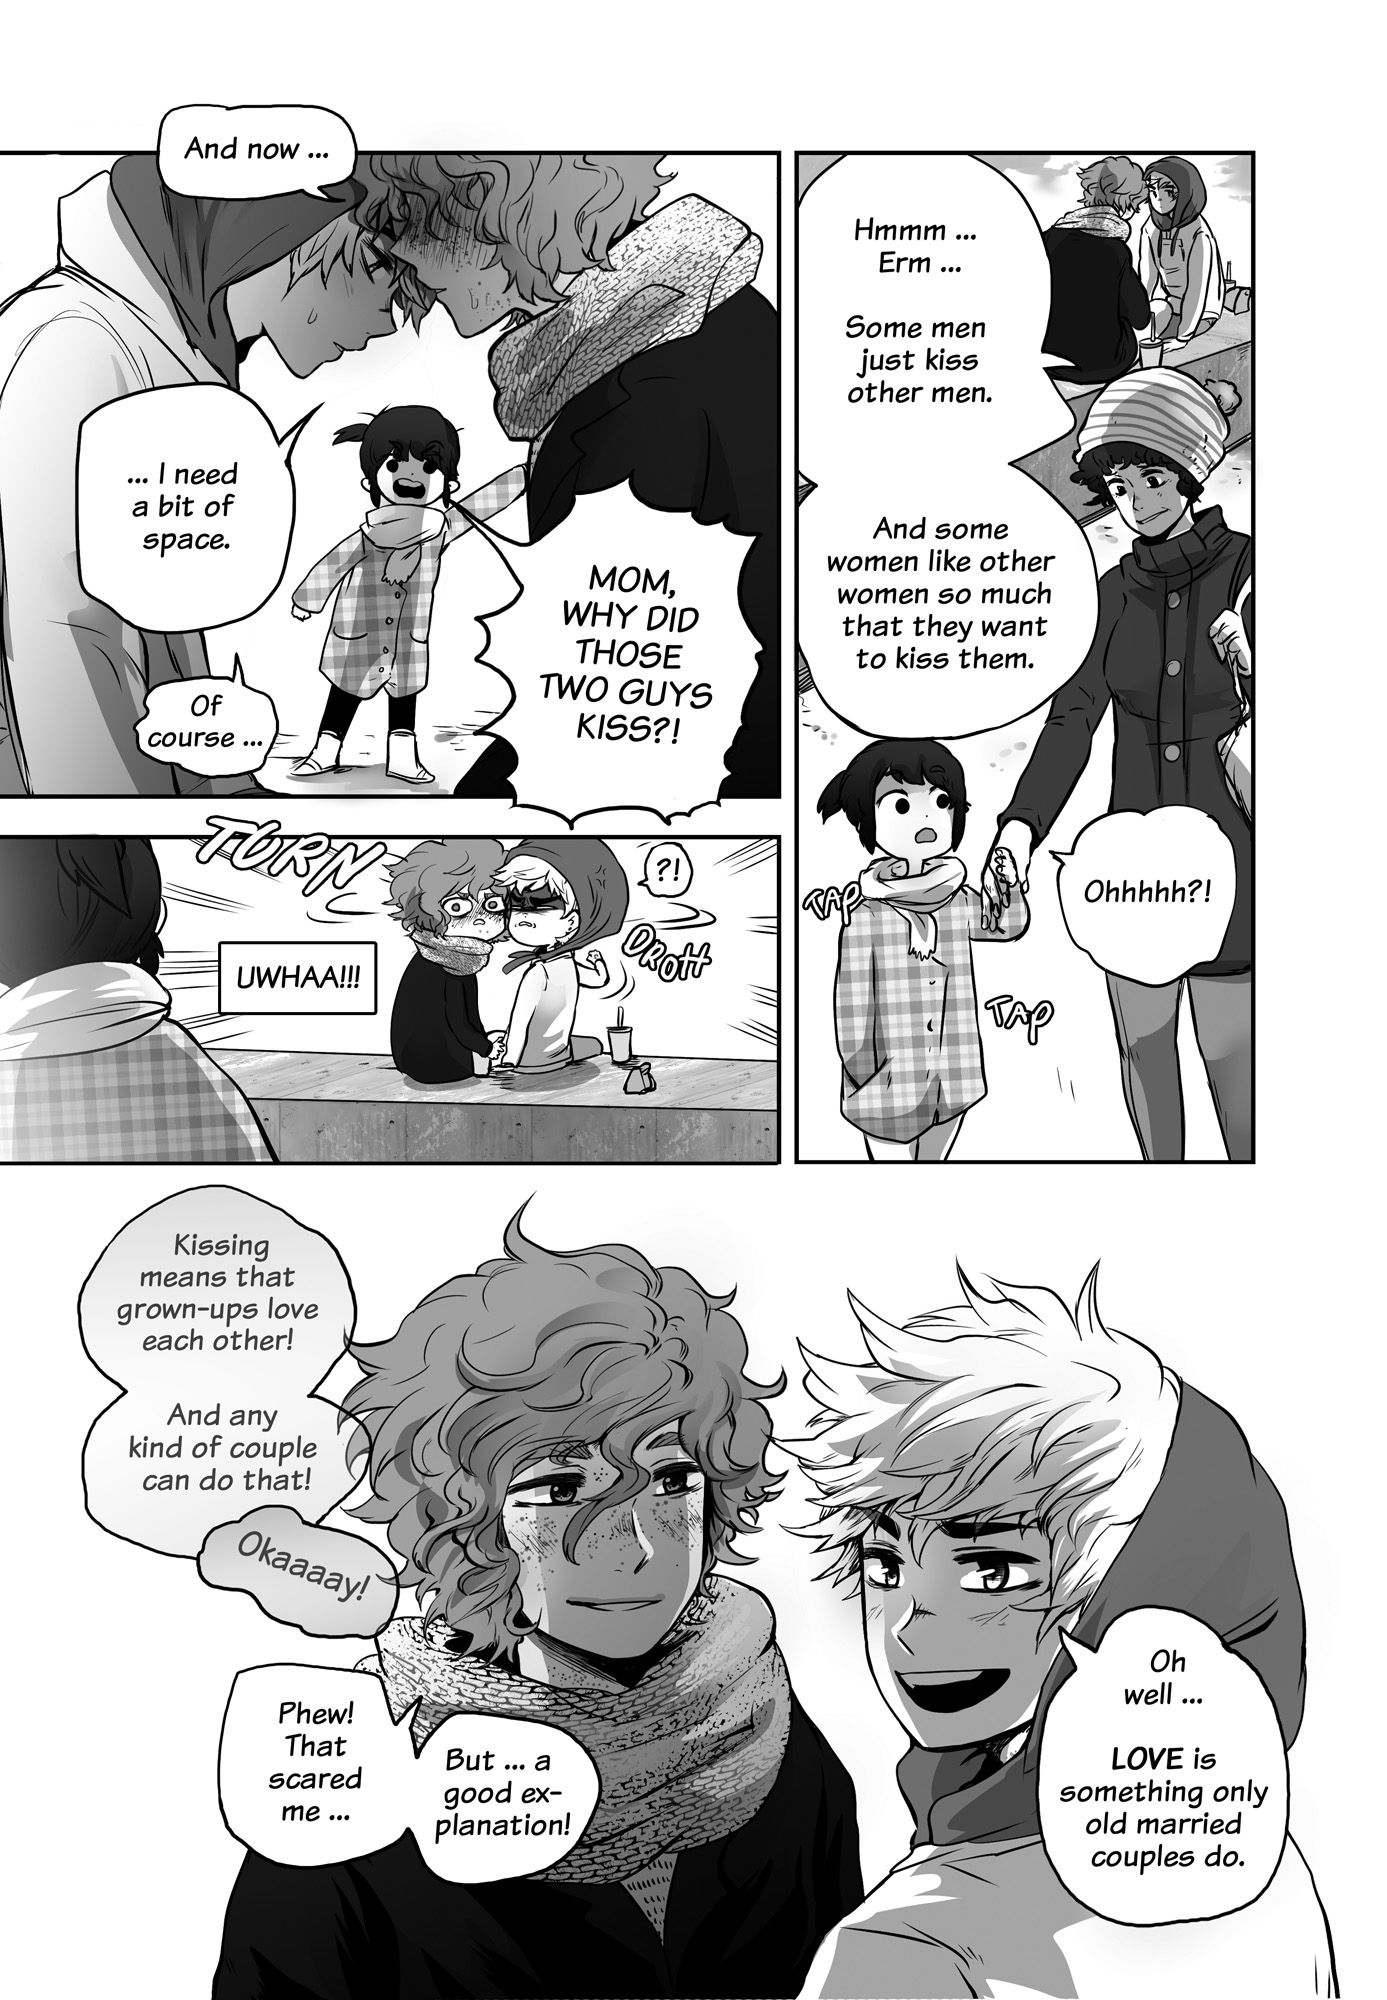 And now ...
... I need
a bit of
space.
Of
course ...
MOM,
WHY DID
THOSE
TWO GUYS
KISS?!
TURN
UWHAA!!!
?!
DROH
Hmmm ...
Erm ...
Some men
just kiss
other men.
And some
women like other
women so much
that they want
to kiss them.
Ohhhhh?!
TAP
TAP
Kissing
means that
grown-ups love
each other!
And any
kind of couple
can do that!
Okaaaay!
Phew!
That
scared
me ...
But ... a
good ex-
planation!
Oh
well ...
LOVE is
something only
old married
couples do.